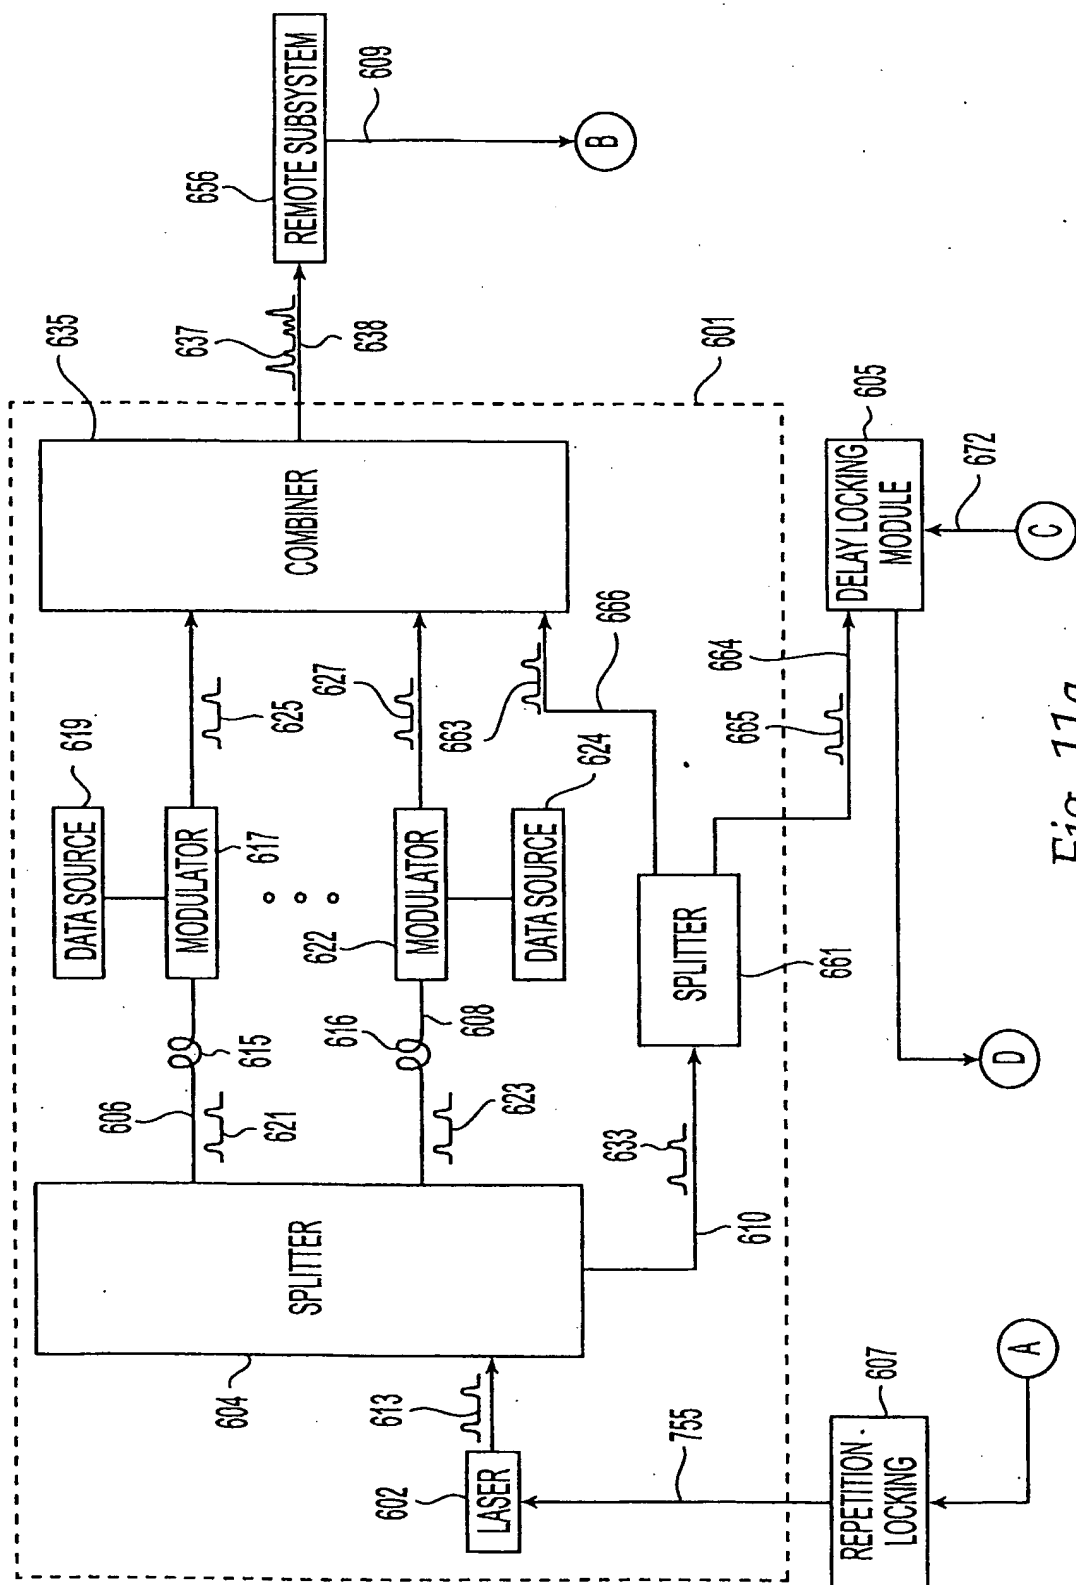 635
637
638
656
REMOTE SUBSYSTEM
609
B
619
DATA SOURCE
617
MODULATOR
625
COMBINER
606
615
621
622
MODULATOR
616
608
627
663
624
DATA SOURCE
666
623
SPLITTER
604
633
610
SPLITTER
661
601
602
LASER
613
755
665
664
605
DELAY LOCKING
MODULE
672
C
D
607
REPETITION
LOCKING
A
Fig. 11a